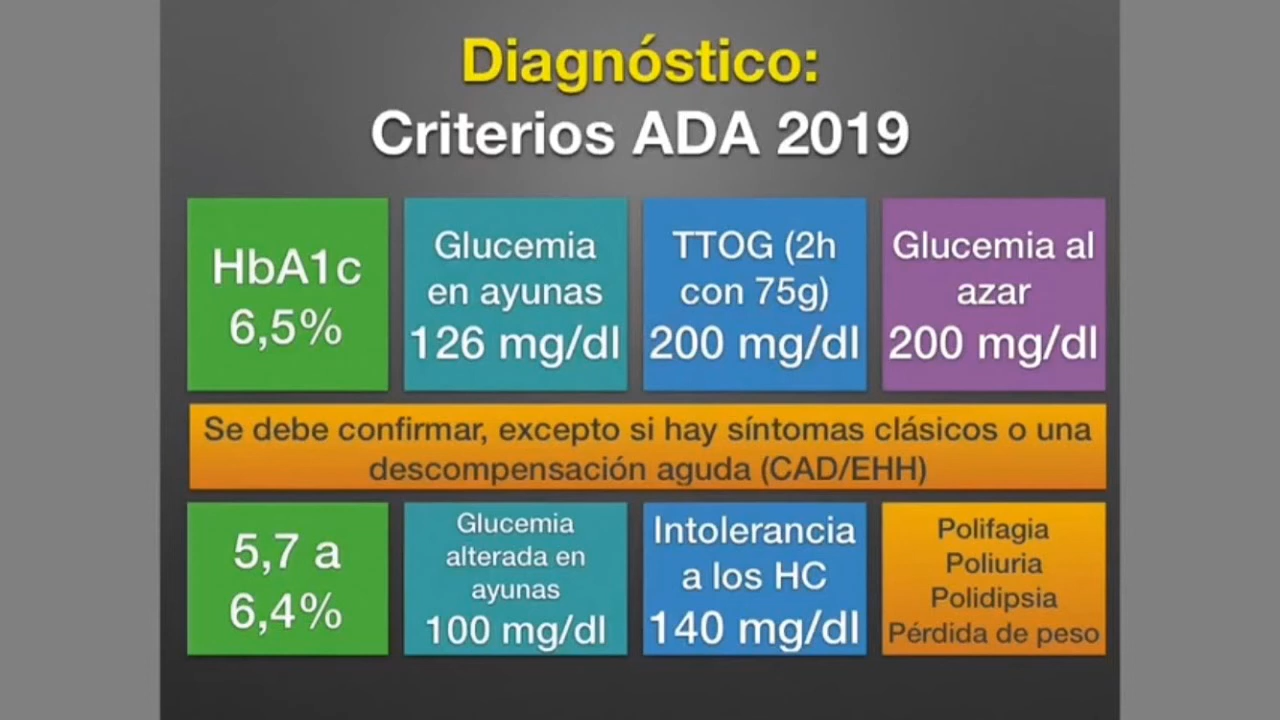 Diagnóstico:
Criterios ADA 2019
HbA1c
6,5%
Glucemia
en ayunas
126 mg/dl
TTOG (2h
con 75g)
200 mg/dl
Glucemia al
azar
200 mg/dl
Se debe confirmar, excepto si hay síntomas clásicos o una
descompensación aguda (CAD/EHH)
5,7 a
6,4%
Glucemia
alterada en
ayunas
100 mg/dl
Intolerancia
a los HC
140 mg/dl
Polifagia
Poliuria
Polidipsia
Pérdida de peso